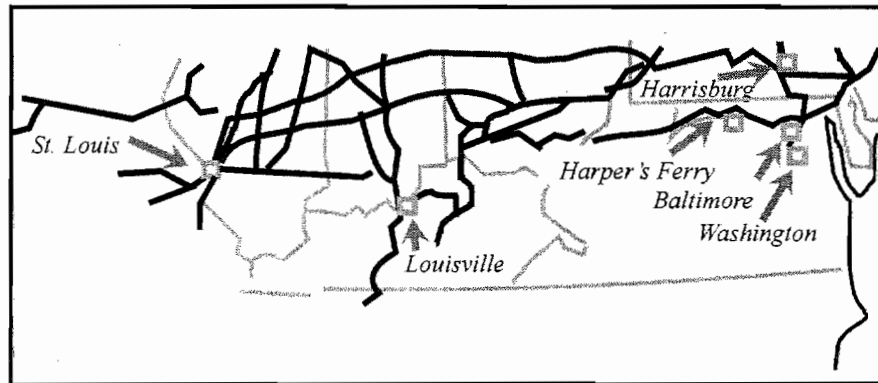 Harrisburg
St. Louis
Harper's Ferry
Baltimore
Washington
Louisville